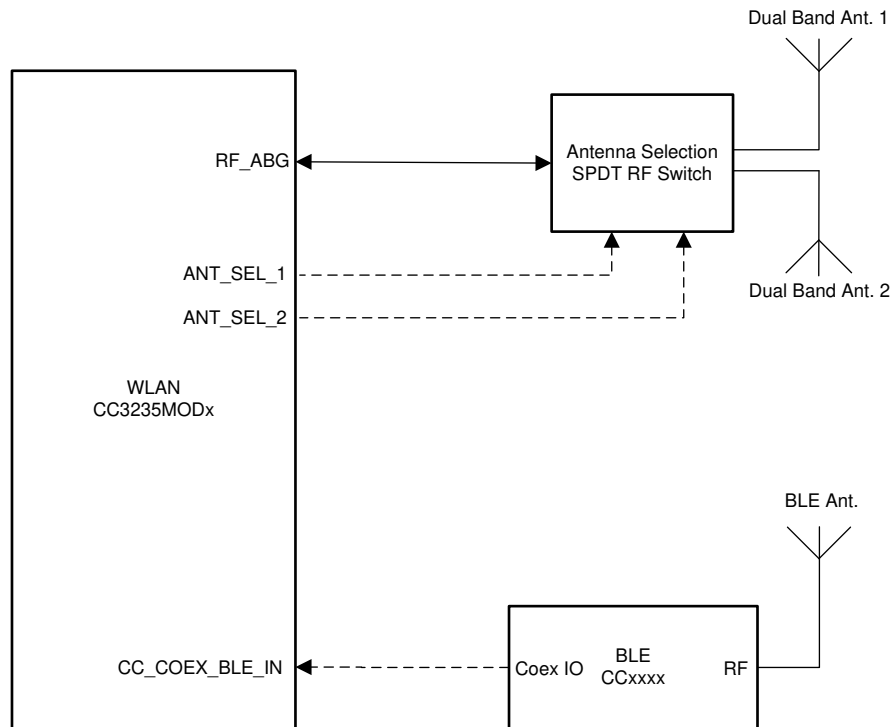 Dual Band Ant. 1
RF_ABG
Antenna Selection
SPDT RF Switch
ANT_SEL_1
Dual Band Ant. 2
ANT_SEL_2
WLAN
CC3235MODx
BLE Ant.
CC_COEX_BLE_IN
Coex IO
BLE
CCxxxx
RF